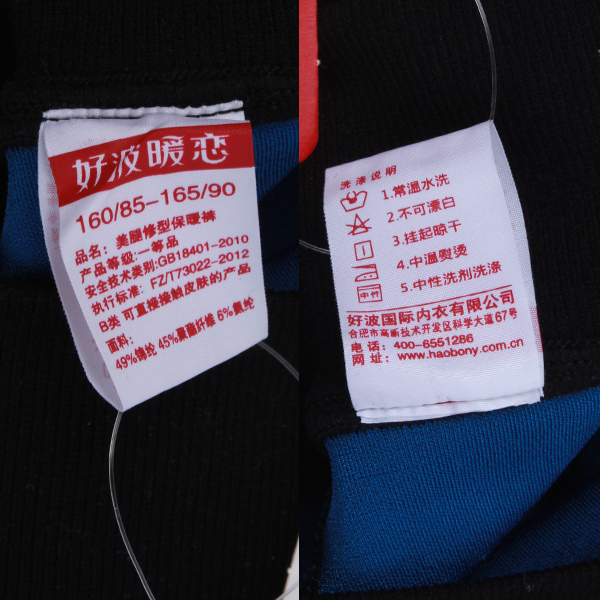 好波暖恋
160/85-165/90
品名：美腿修型保暖裤
产品等级:一等品
安全技术类别:GB18401-2010
执行标准：FZ/T73022-2012
B类 可直接接触皮肤的产品
面料：
49%锦纶 45%聚酯纤维 6%氨纶
洗涤说明
1.常温水洗
2.不可漂白
3.挂起晾干
4.中温熨烫
中性 5.中性洗剂洗涤
好波国际内衣有限公司
合肥市高新技术开发区科学大道67号
电话：400-6551286
网址：www.haobony.com.cn